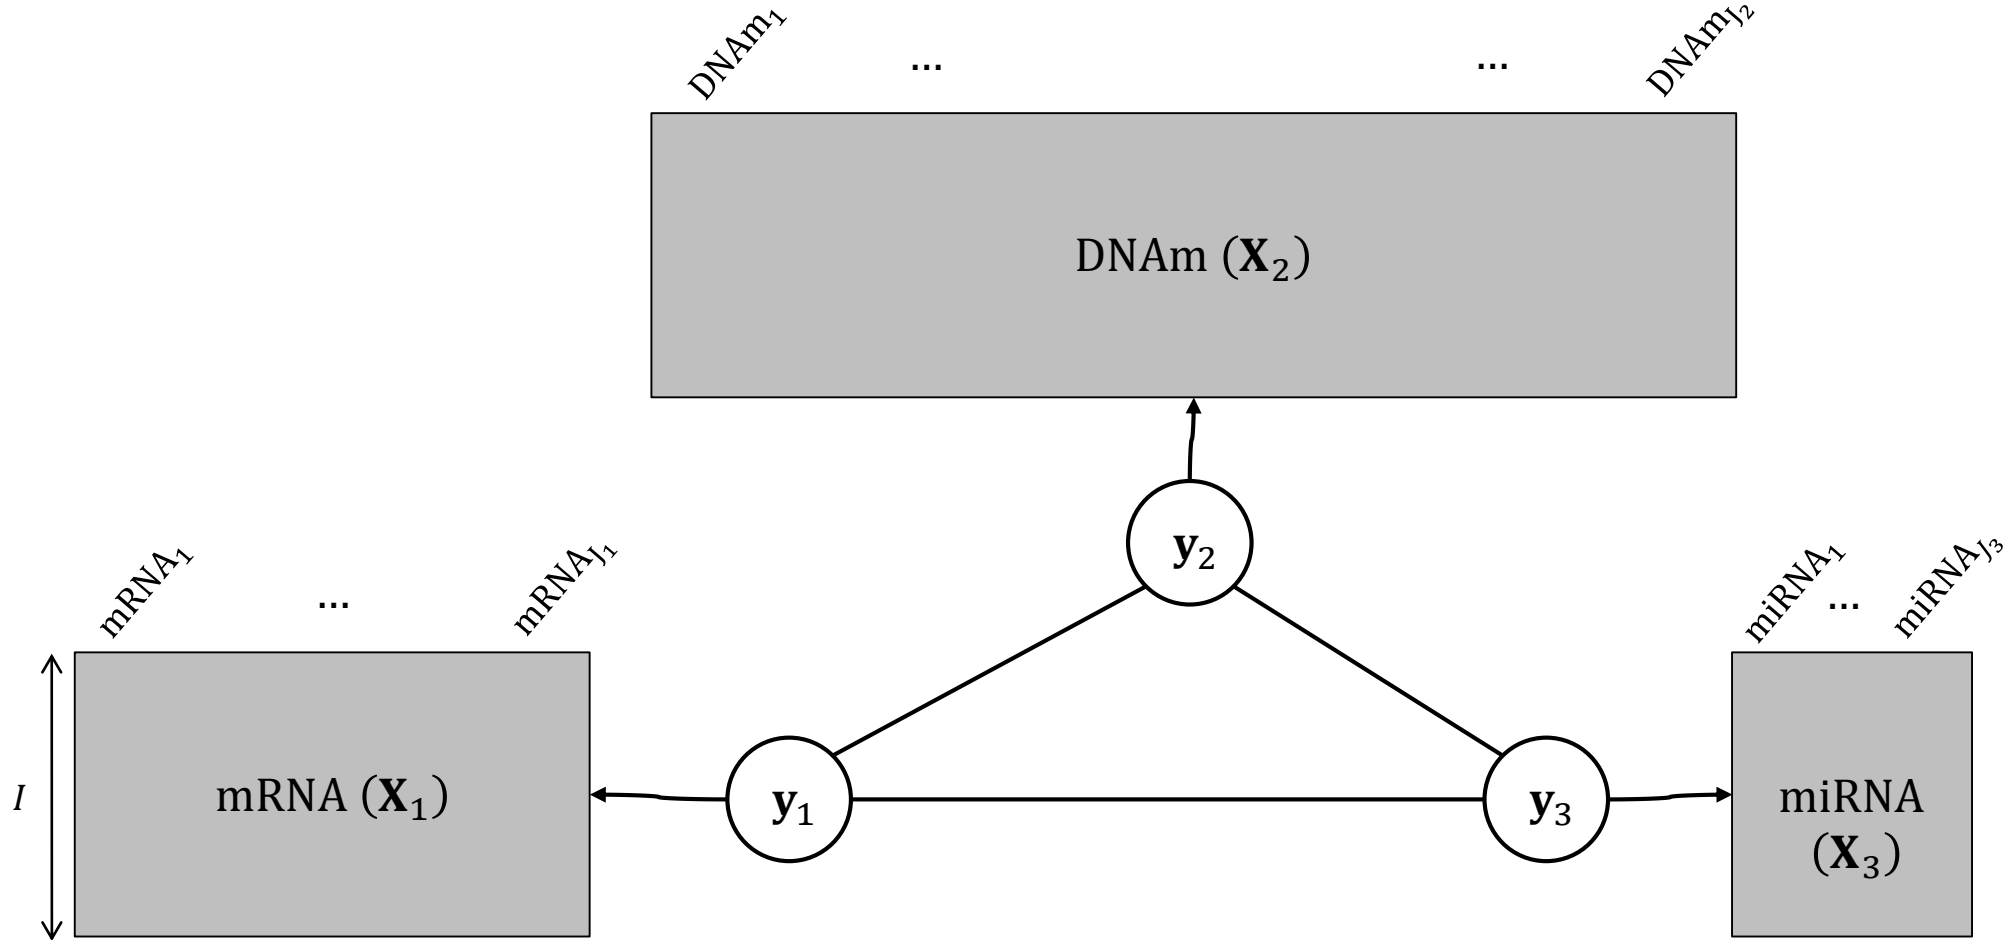 DNAm₁ ... ... DNAm_J₂
DNAm (𝐗₂)
𝐲₂
mRNA₁ ... mRNA_J₁
miRNA₁ ... miRNA_J₃
I
mRNA (𝐗₁)
𝐲₁
𝐲₃
miRNA
(𝐗₃)